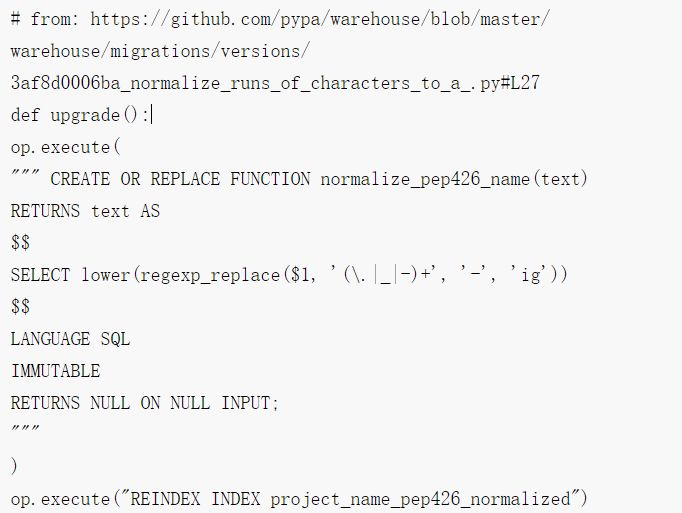 # from: https://github.com/pypa/warehouse/blob/master/
warehouse/migrations/versions/
3af8d0006ba_normalize_runs_of_characters_to_a_.py#L27
def upgrade():
op.execute(
""" CREATE OR REPLACE FUNCTION normalize_pep426_name(text)
RETURNS text AS
$$
SELECT lower(regexp_replace($1, '(\.|_|-)+', '-', 'ig'))
$$
LANGUAGE SQL
IMMUTABLE
RETURNS NULL ON NULL INPUT;
"""
)
op.execute("REINDEX INDEX project_name_pep426_normalized")